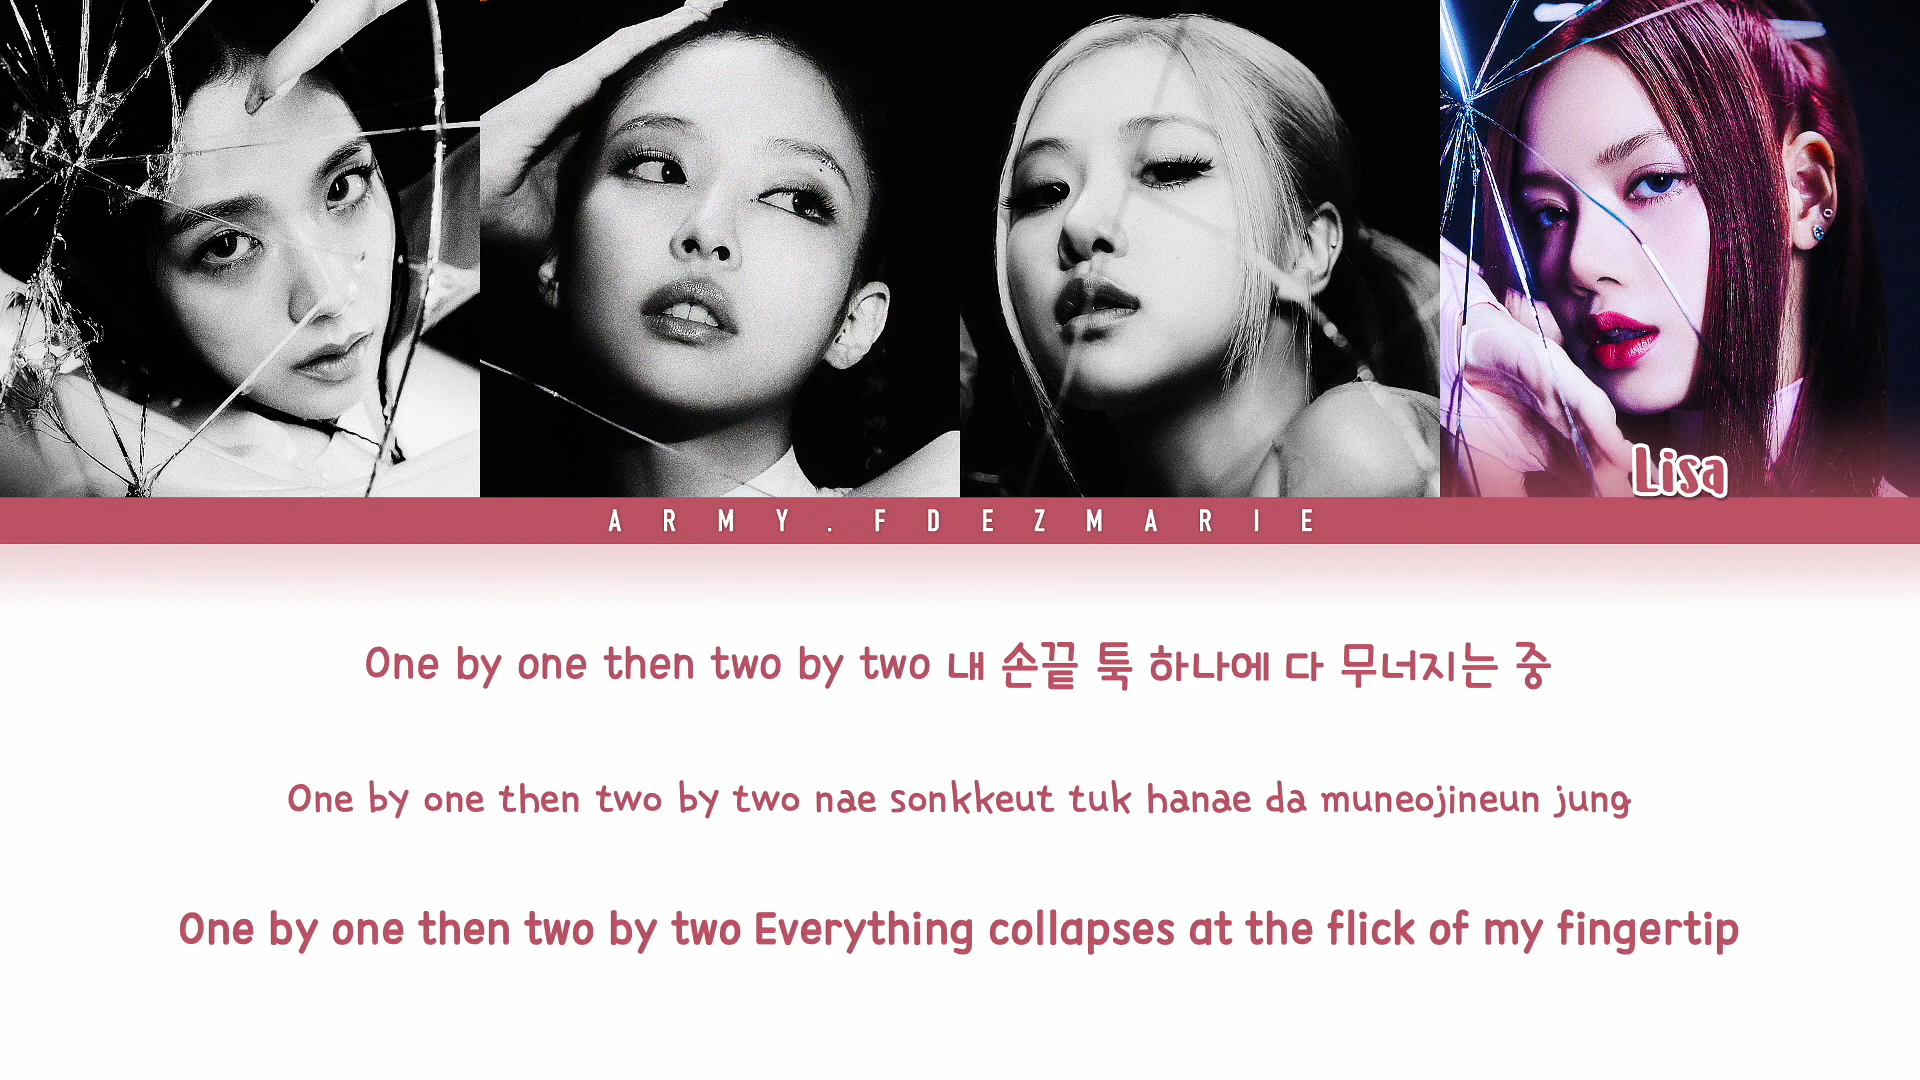 Lisa
ARMY.FDEZMARIE
One by one then two by two 내 손끝 툭 하나에 다 무너지는 중
One by one then two by two nae sonkkeut tuk hanae da muneojineun jung
One by one then two by two Everything collapses at the flick of my fingertip